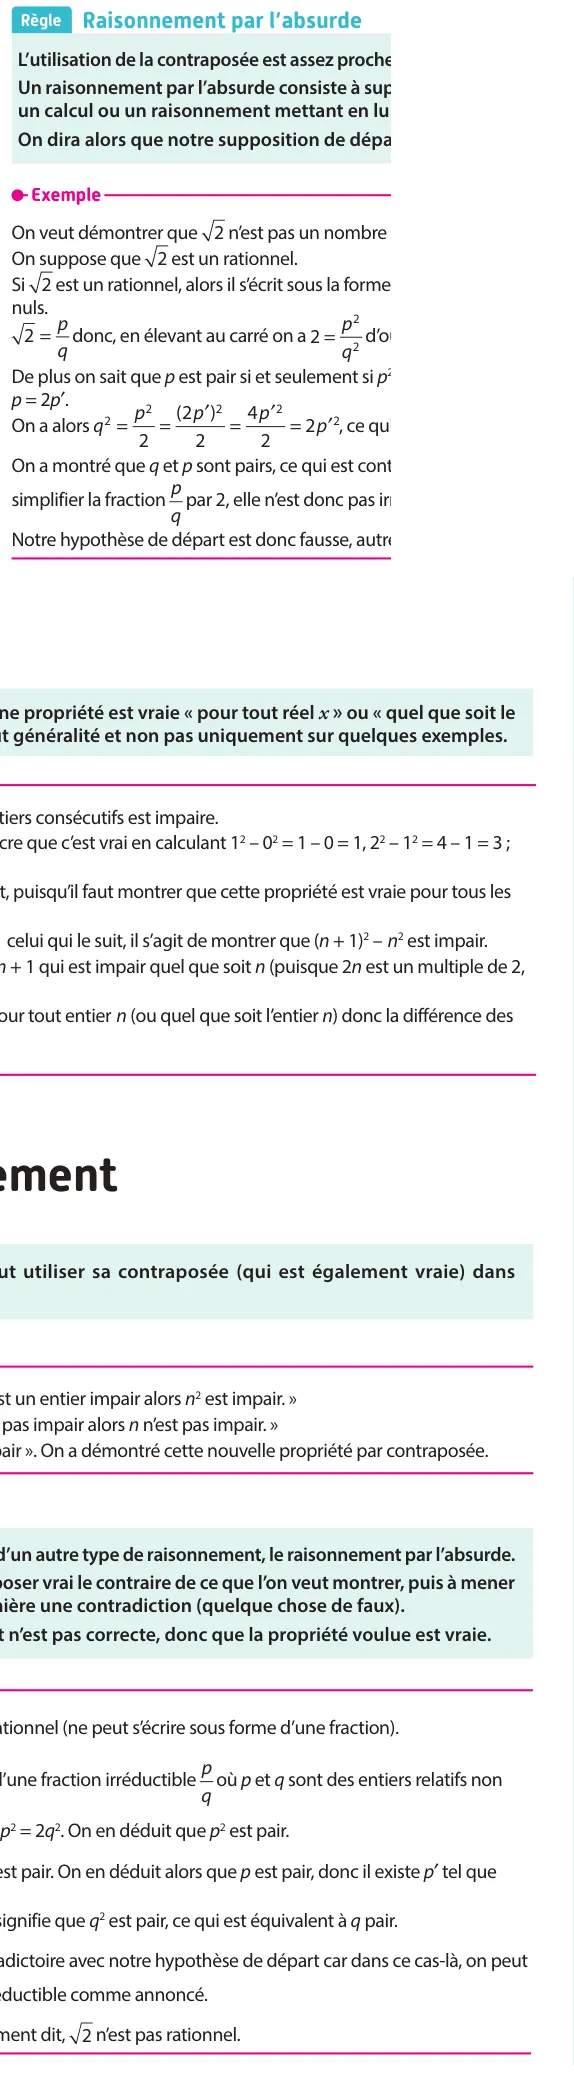 Règle Raisonnement par l'absurde
L'utilisation de la contraposée est assez proche
Un raisonnement par l'absurde consiste à sup
un calcul ou un raisonnement mettant en lu
On dira alors que notre supposition de dépa
Exemple
On veut démontrer que √2 n'est pas un nombre
On suppose que √2 est un rationnel.
Si √2 est un rationnel, alors il s'écrit sous la forme
nuls.
√2 = p/q donc, en élevant au carré on a 2 = p²/q² d'o
De plus on sait que p est pair si et seulement si p²
p = 2p′.
On a alors q² = p²/2 = (2p′)²/2 = 4p′²/2 = 2p′², ce qu
On a montré que q et p sont pairs, ce qui est cont
simplifier la fraction p/q par 2, elle n'est donc pas ir
Notre hypothèse de départ est donc fausse, autre
ne propriété est vraie « pour tout réel x » ou « quel que soit le
ut généralité et non pas uniquement sur quelques exemples.
tiers consécutifs est impaire.
cre que c'est vrai en calculant 1² – 0² = 1 – 0 = 1, 2² – 1² = 4 – 1 = 3 ;
t, puisqu'il faut montrer que cette propriété est vraie pour tous les
celui qui le suit, il s'agit de montrer que (n + 1)² – n² est impair.
n + 1 qui est impair quel que soit n (puisque 2n est un multiple de 2,
our tout entier n (ou quel que soit l'entier n) donc la différence des
ement
ut utiliser sa contraposée (qui est également vraie) dans
st un entier impair alors n² est impair. »
pas impair alors n n'est pas impair. »
pair ». On a démontré cette nouvelle propriété par contraposée.
d'un autre type de raisonnement, le raisonnement par l'absurde.
poser vrai le contraire de ce que l'on veut montrer, puis à mener
nière une contradiction (quelque chose de faux).
t n'est pas correcte, donc que la propriété voulue est vraie.
ationnel (ne peut s'écrire sous forme d'une fraction).
d'une fraction irréductible p/q où p et q sont des entiers relatifs non
p² = 2q². On en déduit que p² est pair.
est pair. On en déduit alors que p est pair, donc il existe p′ tel que
signifie que q² est pair, ce qui est équivalent à q pair.
radictoire avec notre hypothèse de départ car dans ce cas-là, on peut
éductible comme annoncé.
ment dit, √2 n'est pas rationnel.